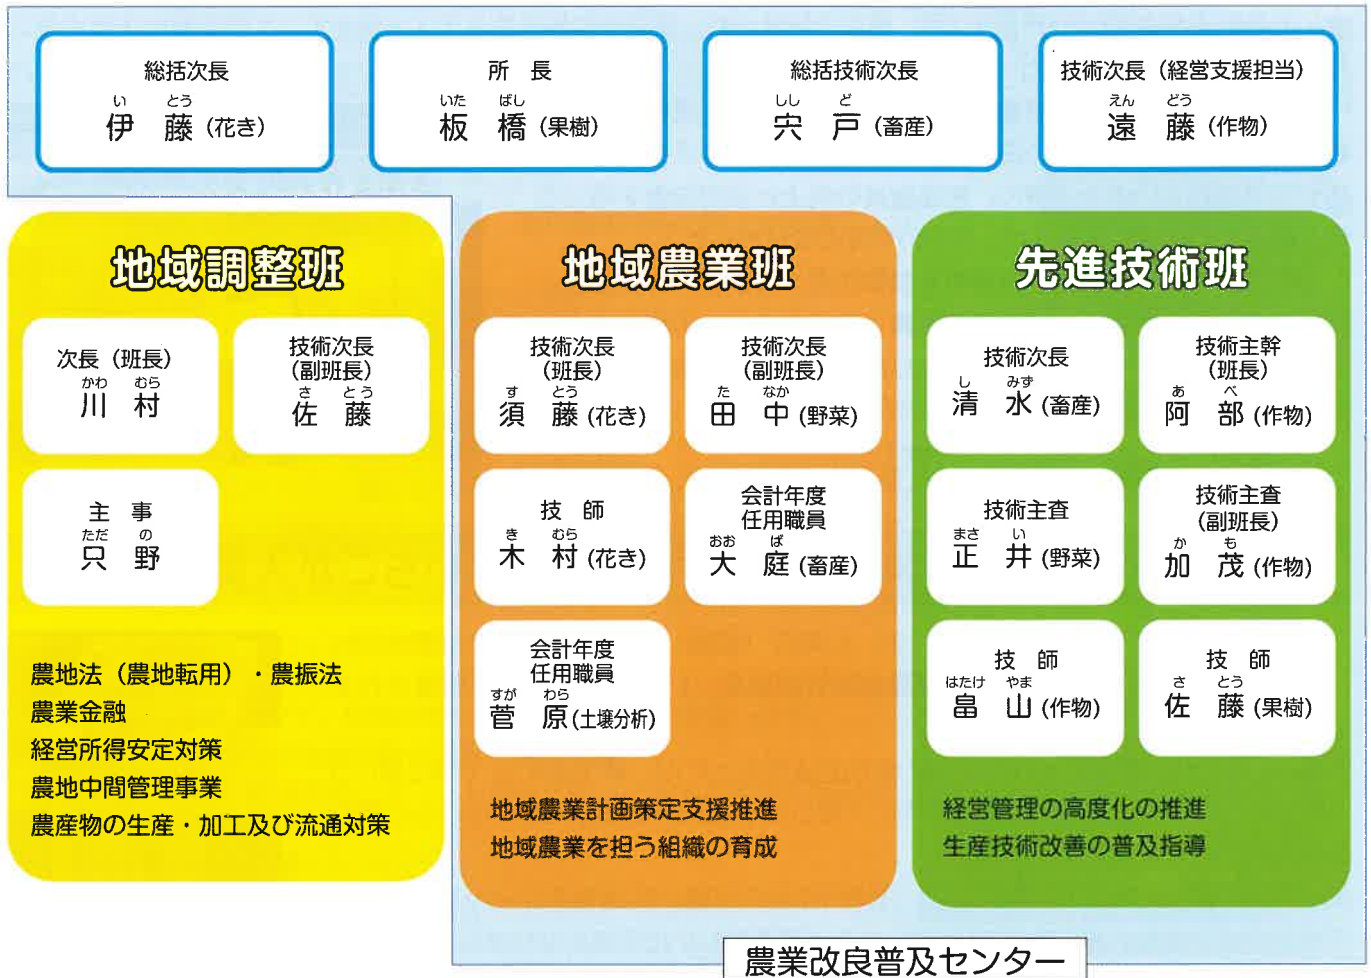 総括次長
い とう
伊 藤 (花き)
所 長
いた ばし
板 橋 (果樹)
総括技術次長
しし ど
宍 戸 (畜産)
技術次長（経営支援担当）
えん どう
遠 藤 (作物)
地域調整班
次長（班長）
かわ むら
川 村
技術次長
(副班長)
さ とう
佐 藤
主 事
ただ の
只 野
農地法（農地転用）・農振法
農業金融
経営所得安定対策
農地中間管理事業
農産物の生産・加工及び流通対策
地域農業班
技術次長
(班長)
す とう
須 藤 (花き)
技術次長
(副班長)
た なか
田 中 (野菜)
技 師
き むら
木 村 (花き)
会計年度
任用職員
おお ば
大 庭 (畜産)
会計年度
任用職員
すが わら
菅 原 (土壌分析)
地域農業計画策定支援推進
地域農業を担う組織の育成
先進技術班
技術次長
し みず
清 水 (畜産)
技術主幹
(班長)
あ べ
阿 部 (作物)
技術主査
まさ い
正 井 (野菜)
技術主査
(副班長)
か も
加 茂 (作物)
技 師
はたけ やま
畠 山 (作物)
技 師
さ とう
佐 藤 (果樹)
経営管理の高度化の推進
生産技術改善の普及指導
農業改良普及センター